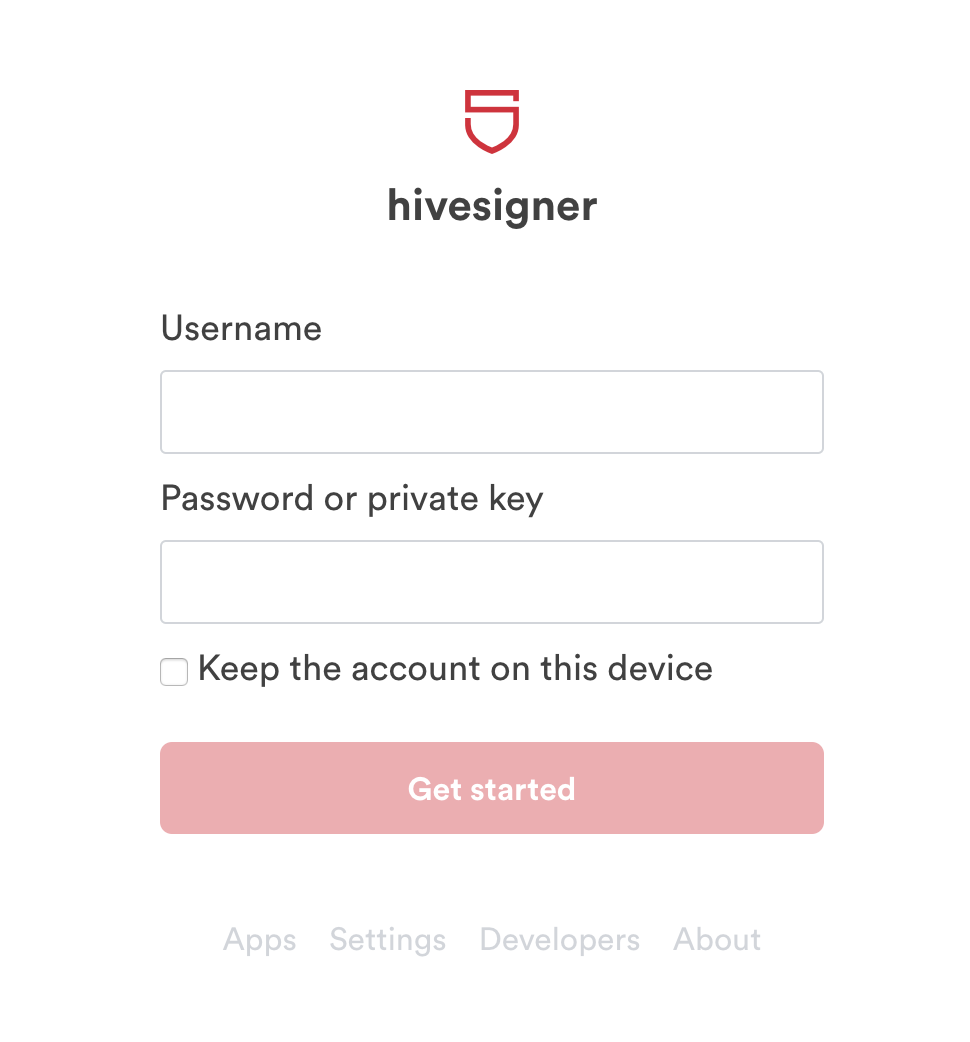 hivesigner
Username
Password or private key
Keep the account on this device
Get started
Apps Settings Developers About